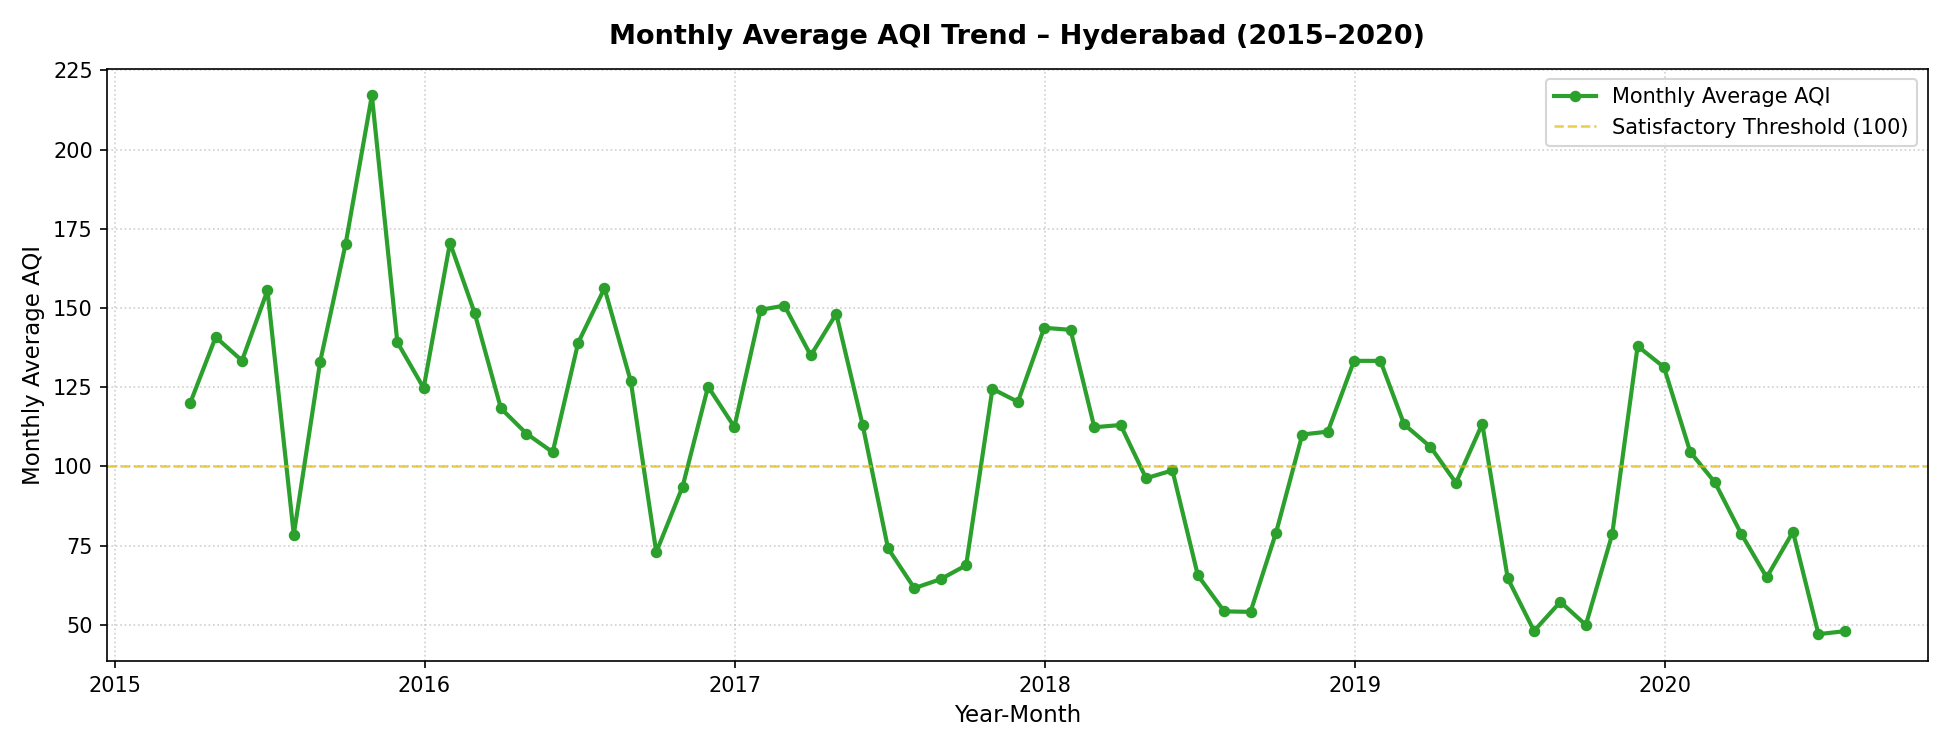 Monthly Average AQI Trend – Hyderabad (2015–2020)
Monthly Average AQI
Satisfactory Threshold (100)
Monthly Average AQI
225
200
175
150
125
100
75
50
2015
2016
2017
2018
2019
2020
Year-Month